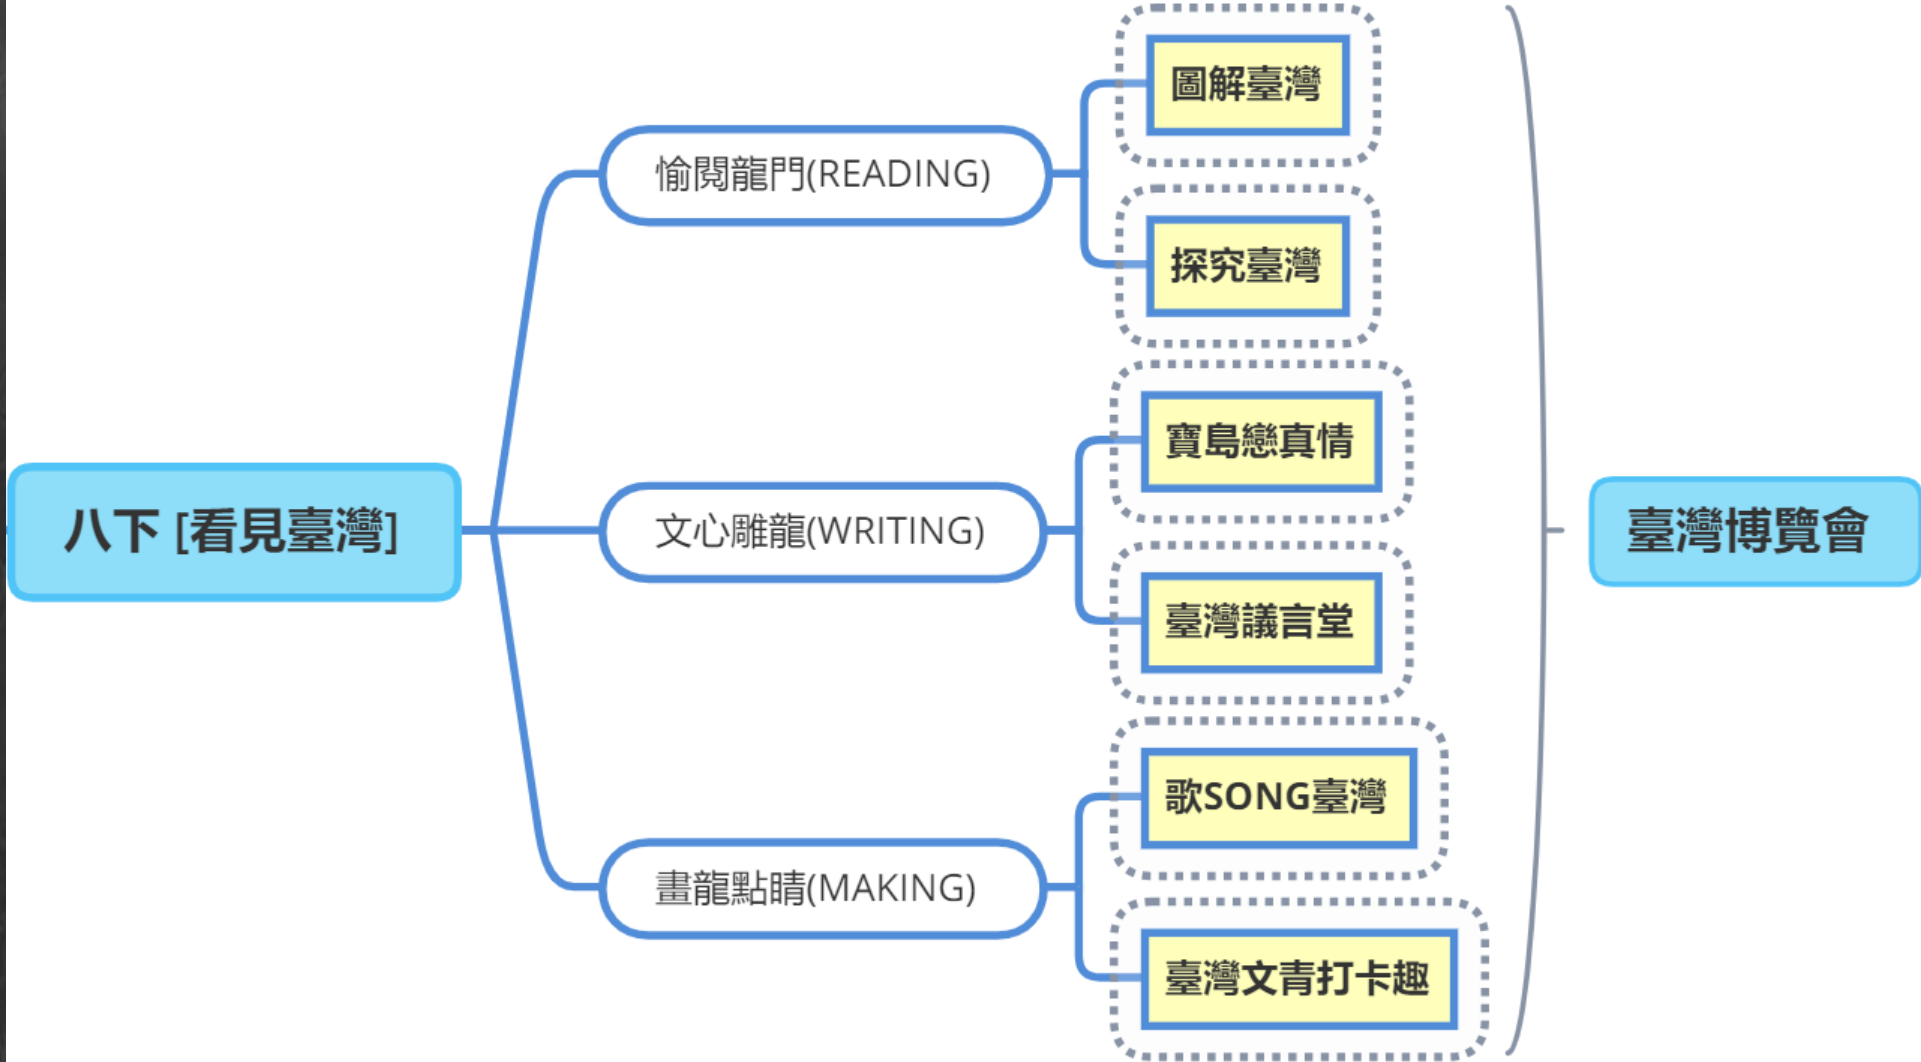 八下 [看見臺灣]
愉閱龍門(READING)
圖解臺灣
探究臺灣
文心雕龍(WRITING)
寶島戀真情
臺灣議言堂
畫龍點睛(MAKING)
歌SONG臺灣
臺灣文青打卡趣
臺灣博覽會